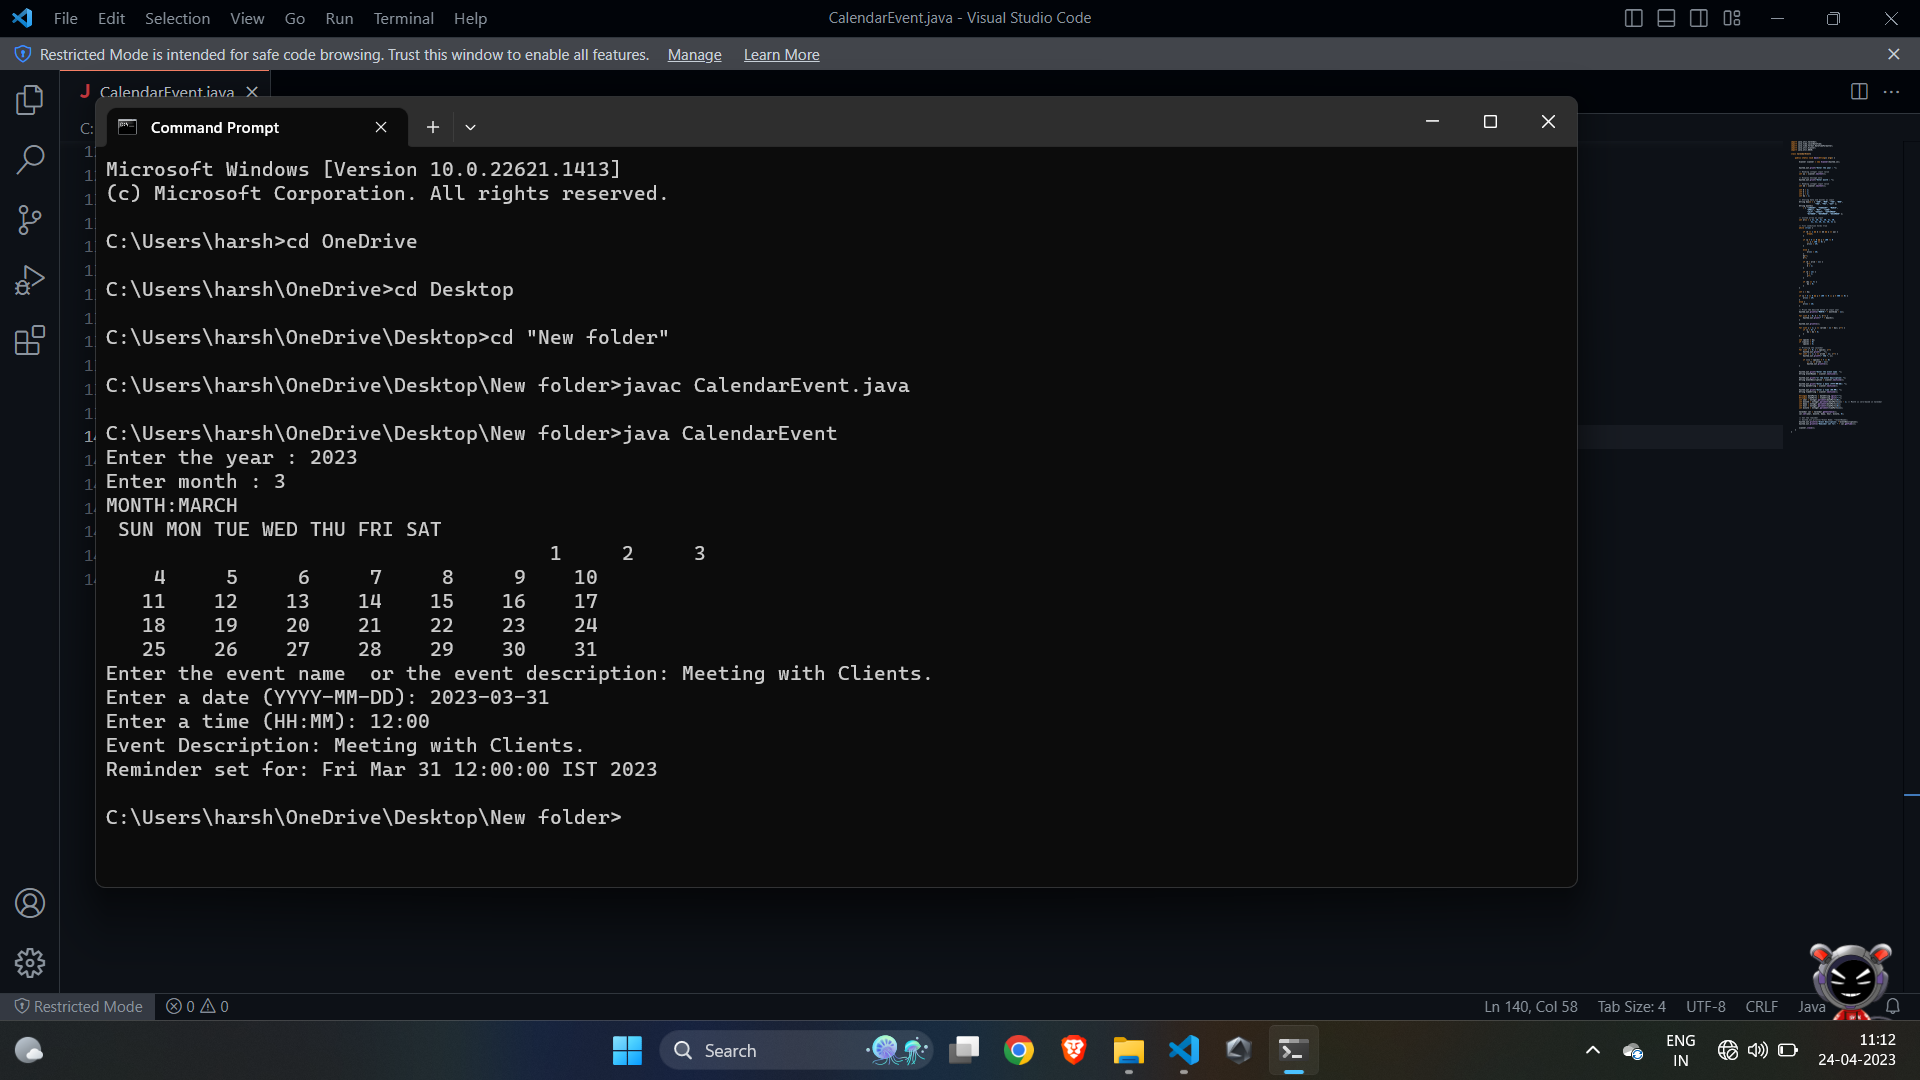 File Edit Selection View Go Run Terminal Help
CalendarEvent.java - Visual Studio Code
Restricted Mode is intended for safe code browsing. Trust this window to enable all features. Manage Learn More
CalendarEvent.java
C:
Command Prompt
Microsoft Windows [Version 10.0.22621.1413]
(c) Microsoft Corporation. All rights reserved.
C:\Users\harsh>cd OneDrive
C:\Users\harsh\OneDrive>cd Desktop
C:\Users\harsh\OneDrive\Desktop>cd "New folder"
C:\Users\harsh\OneDrive\Desktop\New folder>javac CalendarEvent.java
C:\Users\harsh\OneDrive\Desktop\New folder>java CalendarEvent
Enter the year : 2023
Enter month : 3
MONTH:MARCH
SUN MON TUE WED THU FRI SAT
1 2 3
4 5 6 7 8 9 10
11 12 13 14 15 16 17
18 19 20 21 22 23 24
25 26 27 28 29 30 31
Enter the event name  or the event description: Meeting with Clients.
Enter a date (YYYY-MM-DD): 2023-03-31
Enter a time (HH:MM): 12:00
Event Description: Meeting with Clients.
Reminder set for: Fri Mar 31 12:00:00 IST 2023
C:\Users\harsh\OneDrive\Desktop\New folder>
Restricted Mode 0 0
Ln 140, Col 58 Tab Size: 4 UTF-8 CRLF Java
Search
ENG
IN
11:12
24-04-2023